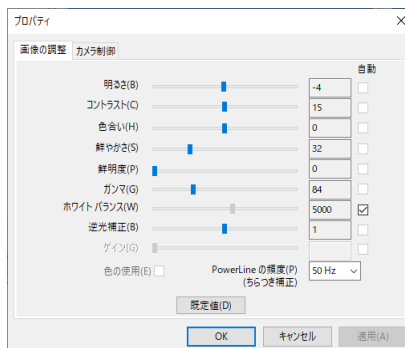 プロパティ
画像の調整 カメラ制御
自動
明るさ(B) -4
コントラスト(C) 15
色合い(H) 0
鮮やかさ(S) 32
鮮明度(P) 0
ガンマ(G) 84
ホワイト バランス(W) 5000
逆光補正(B) 1
ゲイン(G)
色の使用(E) PowerLine の頻度(P) 50 Hz
(ちらつき補正)
既定値(D)
OK キャンセル 適用(A)